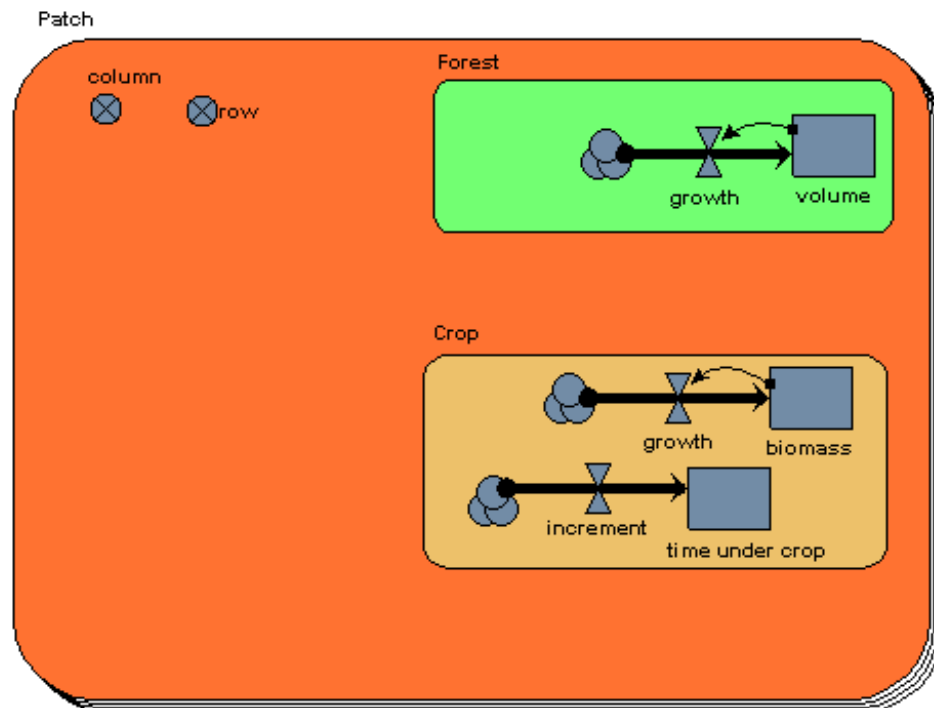 Patch
column
row
Forest
growth
volume
Crop
growth
biomass
increment
time under crop